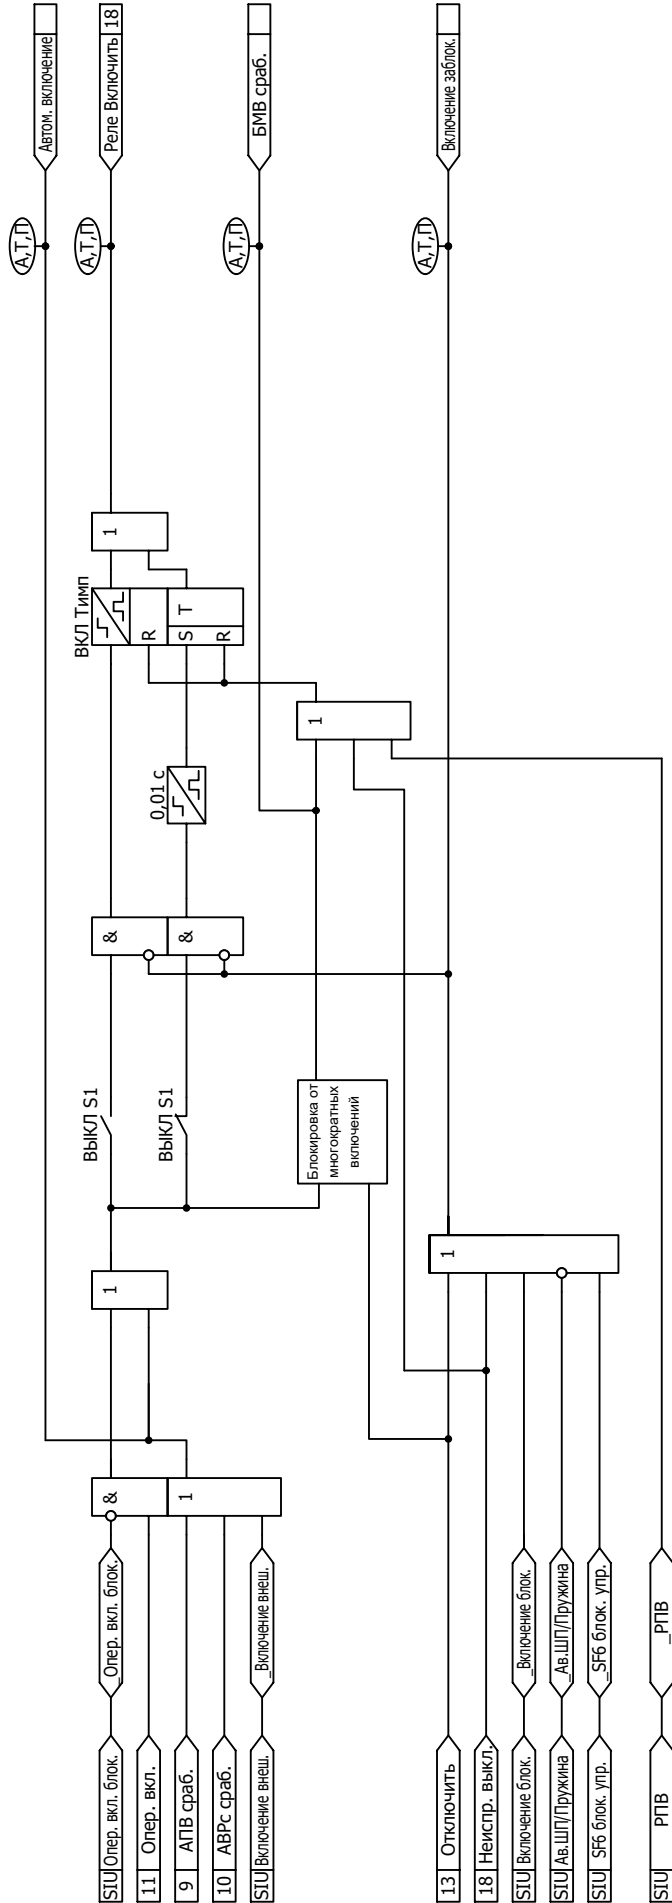 SIU Опер. вкл. блок.
_Опер. вкл. блок.
11 Опер. вкл.
9 АПВ сраб.
10 АВРс сраб.
SIU Включение внеш.
_Включение внеш.
&
1
1
ВЫКЛ S1
ВЫКЛ S1
&
&
0,01 с
ВКЛ Tимп
R
S T
R
1
А,Т,П
Автом. включение
А,Т,П
Реле Включить 18
Блокировка от
многократных
включений
1
А,Т,П
БМВ сраб.
13 Отключить
18 Неиспр. выкл.
SIU Включение блок.
_Включение блок.
SIU Ав.ШП/Пружина
_Ав.ШП/Пружина
SIU SF6 блок. упр.
_SF6 блок. упр.
1
А,Т,П
Включение заблок.
SIU РПВ
_РПВ